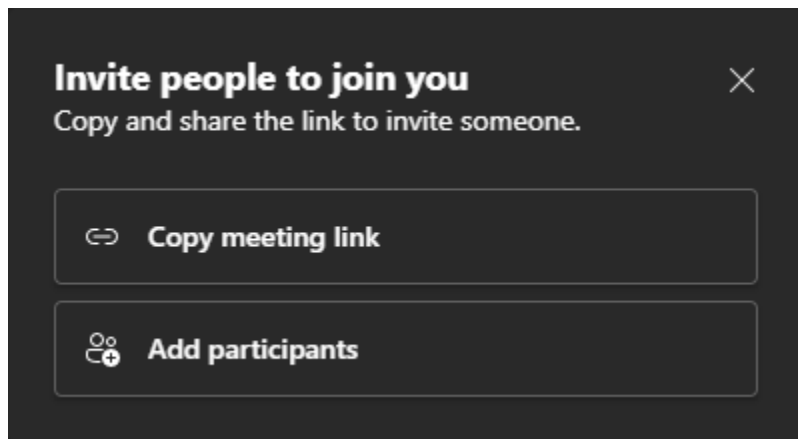 Invite people to join you
Copy and share the link to invite someone.
Copy meeting link
Add participants